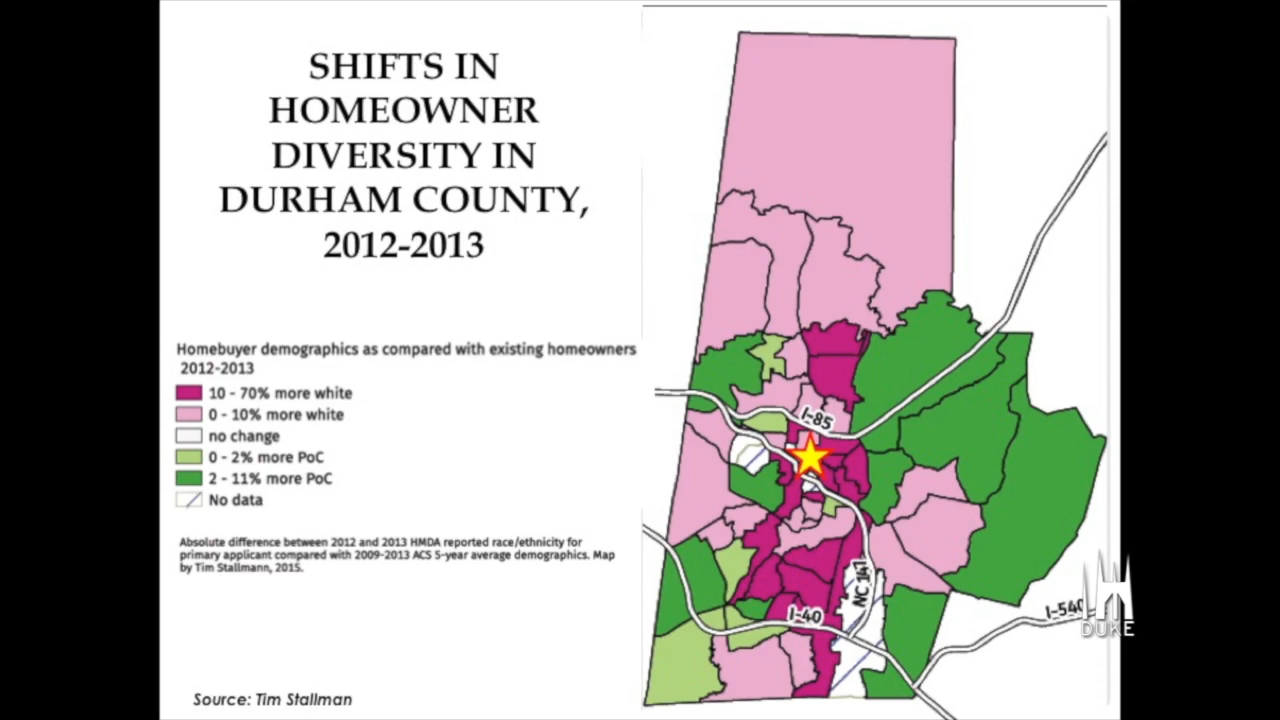 SHIFTS IN
HOMEOWNER
DIVERSITY IN
DURHAM COUNTY,
2012-2013
Homebuyer demographics as compared with existing homeowners
2012-2013
10 - 70% more white
0 - 10% more white
no change
0 - 2% more PoC
2 - 11% more PoC
No data
Absolute difference between 2012 and 2013 HMDA reported race/ethnicity for
primary applicant compared with 2009-2013 ACS 5-year average demographics. Map
by Tim Stallmann, 2015.
Source: Tim Stallman
I-85
NC 147
I-40
I-540
DUKE